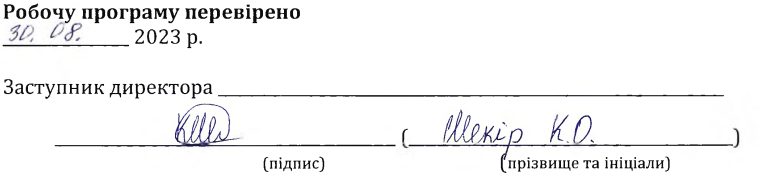 Робочу програму перевірено
30. 08. 2023 р.
Заступник директора
(Шекір К.О.)
(підпис) (прізвище та ініціали)